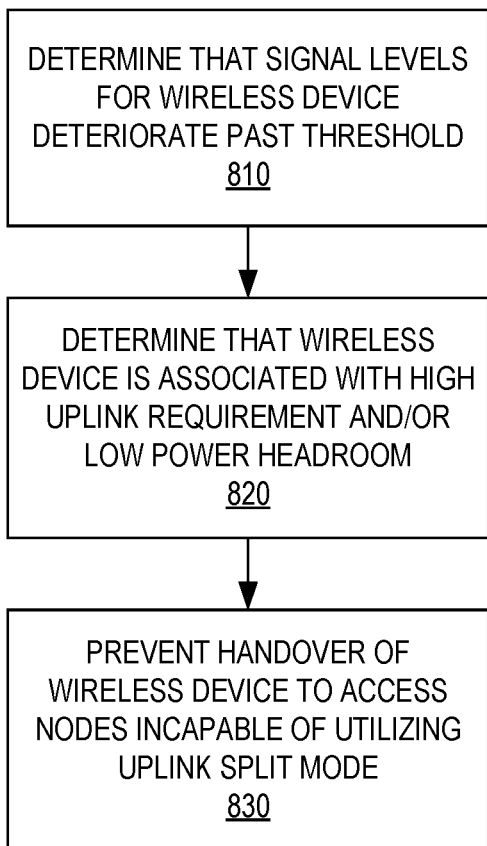 DETERMINE THAT SIGNAL LEVELS
FOR WIRELESS DEVICE
DETERIORATE PAST THRESHOLD
810
DETERMINE THAT WIRELESS
DEVICE IS ASSOCIATED WITH HIGH
UPLINK REQUIREMENT AND/OR
LOW POWER HEADROOM
820
PREVENT HANDOVER OF
WIRELESS DEVICE TO ACCESS
NODES INCAPABLE OF UTILIZING
UPLINK SPLIT MODE
830